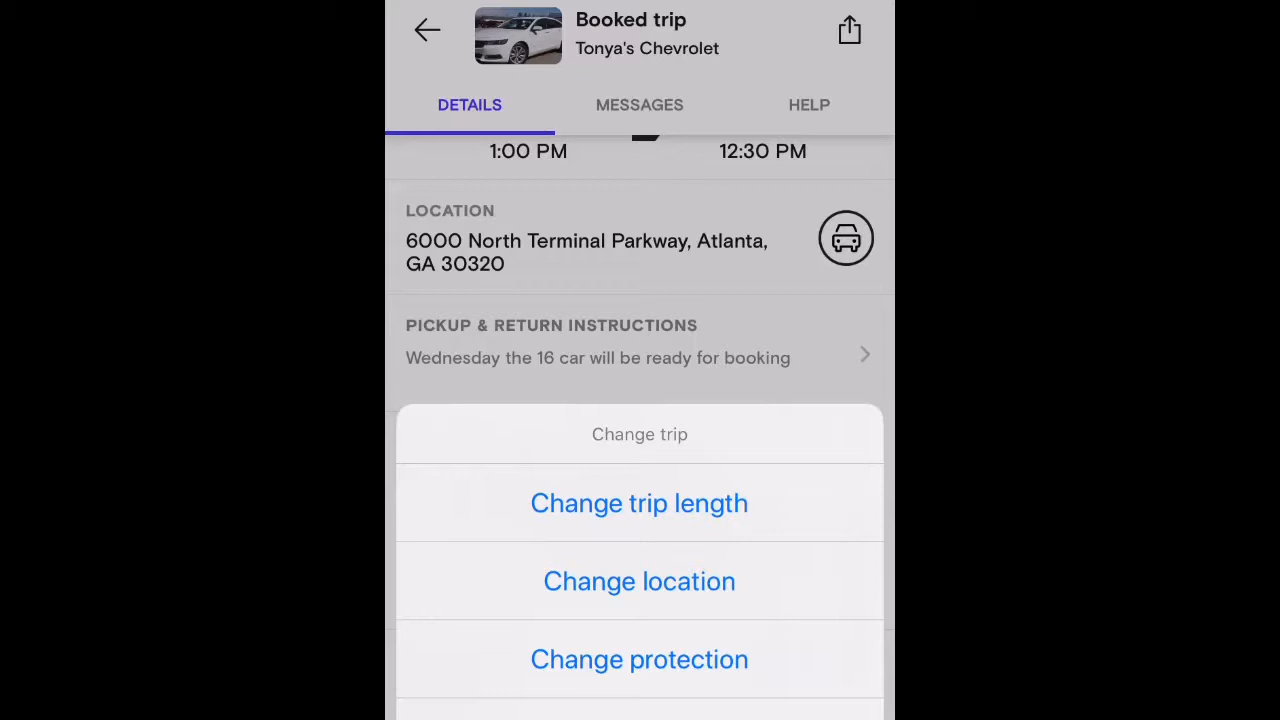 Booked trip
Tonya's Chevrolet
DETAILS
MESSAGES
HELP
1:00 PM
12:30 PM
LOCATION
6000 North Terminal Parkway, Atlanta,
GA 30320
PICKUP & RETURN INSTRUCTIONS
Wednesday the 16 car will be ready for booking
Change trip
Change trip length
Change location
Change protection